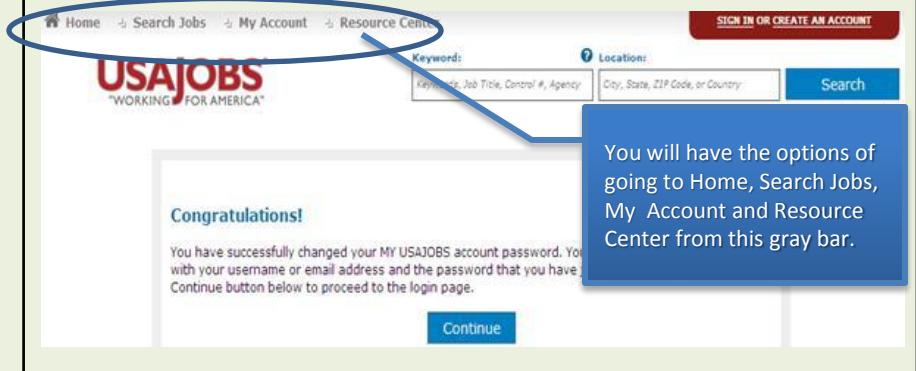 Home Search Jobs My Account Resource Center
SIGN IN OR CREATE AN ACCOUNT
USAJOBS®
"WORKING FOR AMERICA"
Keyword: ? Location:
Keywords, Job Title, Control #, Agency City, State, ZIP Code, or Country Search
You will have the options of
going to Home, Search Jobs,
My Account and Resource
Center from this gray bar.
Congratulations!
You have successfully changed your MY USAJOBS account password.
with your username or email address and the password that you have
Continue button below to proceed to the login page.
Continue